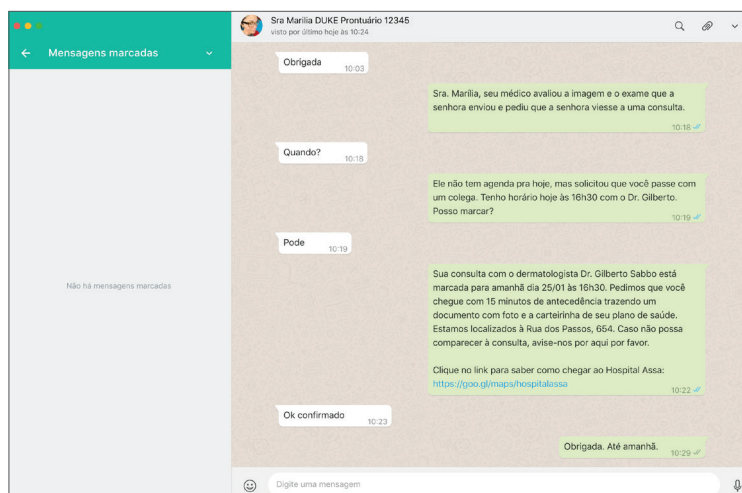 Sra Marilia DUKE Prontuário 12345
visto por último hoje às 10:24
Mensagens marcadas
Não há mensagens marcadas
Obrigada
10:03
Sra. Marília, seu médico avaliou a imagem e o exame que a
senhora enviou e pediu que a senhora viesse a uma consulta.
10:18
Quando?
10:18
Ele não tem agenda pra hoje, mas solicitou que você passe com
um colega. Tenho horário hoje às 16h30 com o Dr. Gilberto.
Posso marcar?
10:19
Pode
10:19
Sua consulta com o dermatologista Dr. Gilberto Sabbo está
marcada para amanhã dia 25/01 às 16h30. Pedimos que você
chegue com 15 minutos de antecedência trazendo um
documento com foto e a carteirinha de seu plano de saúde.
Estamos localizados à Rua dos Passos, 654. Caso não possa
comparecer à consulta, avise-nos por aqui por favor.
Clique no link para saber como chegar ao Hospital Assa:
https://goo.gl/maps/hospitalassa
10:22
Ok confirmado
10:23
Obrigada. Até amanhã.
10:29
Digite uma mensagem